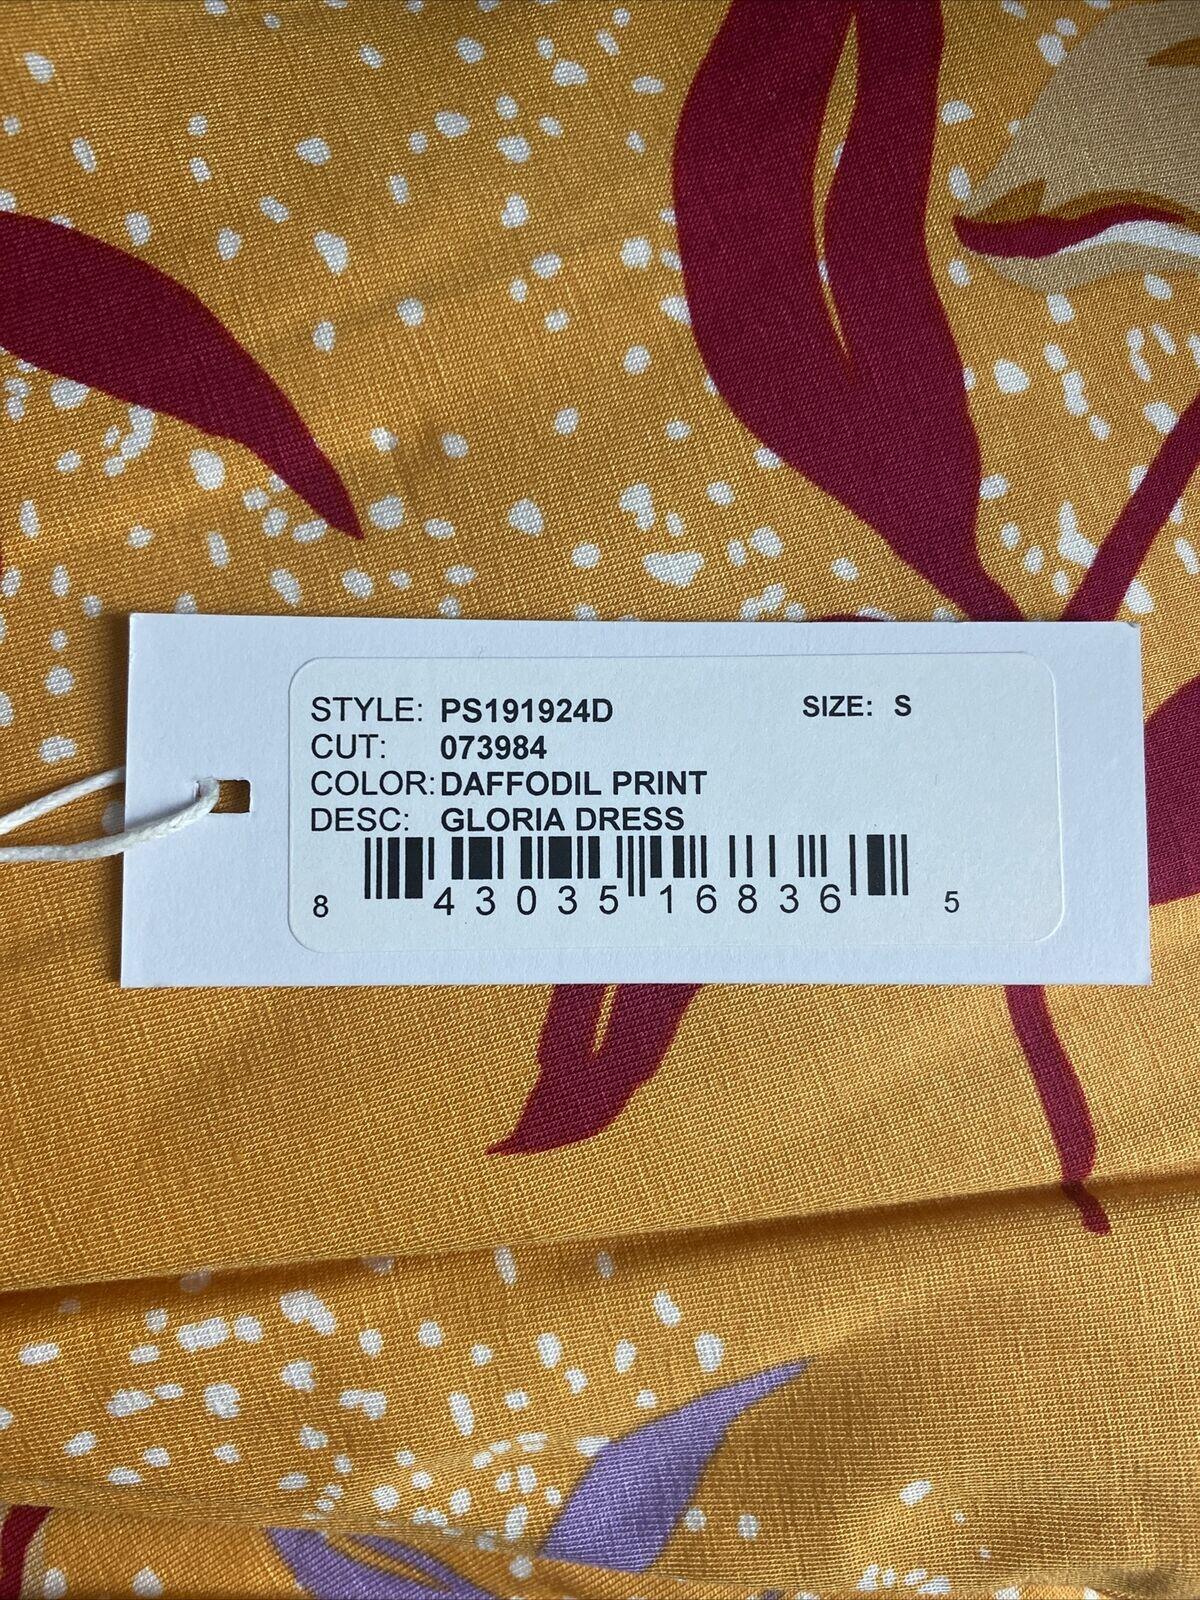 STYLE: PS191924D SIZE: S
CUT: 073984
COLOR: DAFFODIL PRINT
DESC: GLORIA DRESS
8 43035 16836 5